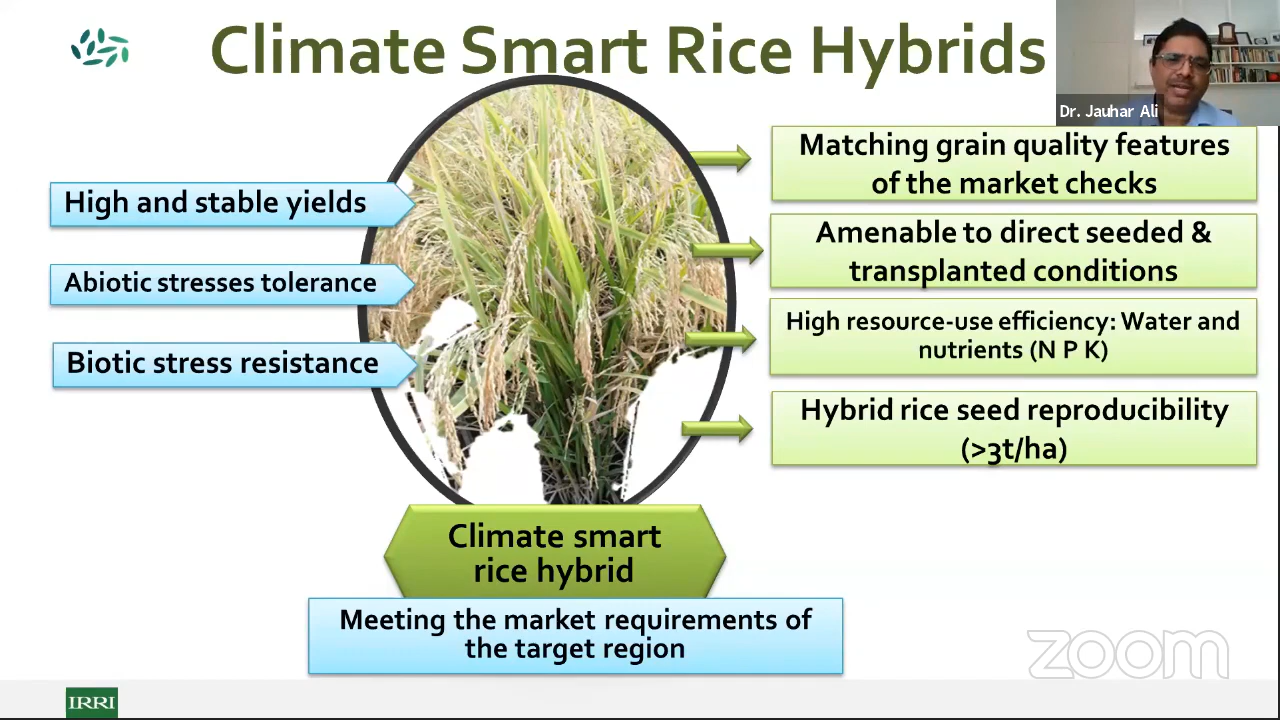 Climate Smart Rice Hybrids
Dr. Jauhar Ali
High and stable yields
Abiotic stresses tolerance
Biotic stress resistance
Matching grain quality features
of the market checks
Amenable to direct seeded &
transplanted conditions
High resource-use efficiency: Water and
nutrients (N P K)
Hybrid rice seed reproducibility
(>3t/ha)
Climate smart
rice hybrid
Meeting the market requirements of
the target region
zoom
IRRI